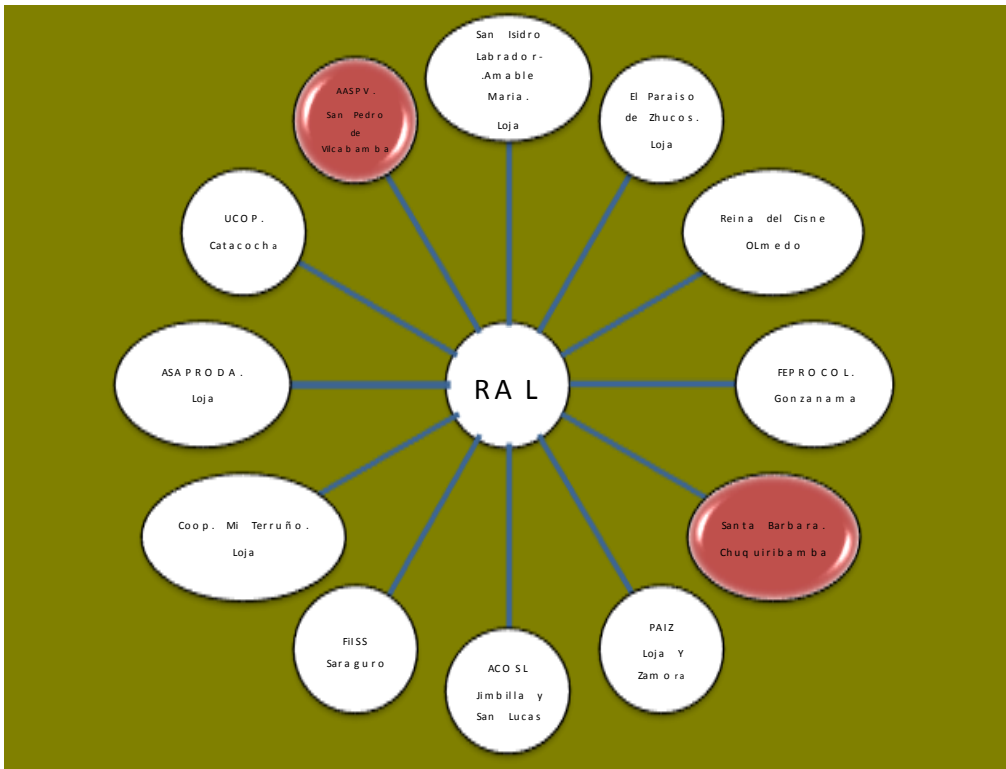 San Isidro
Labrador-
.Amable
Maria.
Loja
El Paraiso
de Zhucos.
Loja
Reina del Cisne
OLmedo
FEPROCOL.
Gonzanama
Santa Barbara.
Chuquiribamba
PAIZ
Loja Y
Zamora
ACOSL
Jimbilla y
San Lucas
FiISS
Saraguro
Coop. Mi Terruño.
Loja
ASAPRODA.
Loja
UCOP.
Catacocha
AASPV.
San Pedro
de
Vilcabamba
RAL